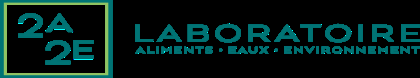 2A
2E
LABORATOIRE
ALIMENTS • EAUX • ENVIRONNEMENT